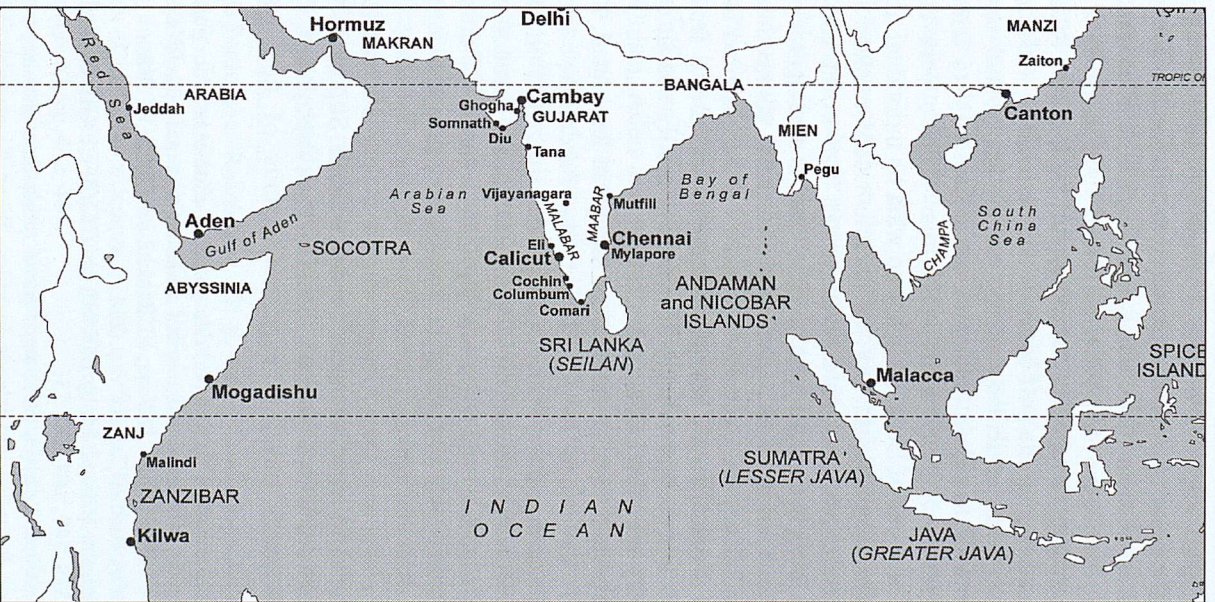 Delhi
MANZI
Hormuz
MAKRAN
Zaiton
Red
Sea
TROPIC OF
ARABIA
Jeddah
BANGALA
Cambay
Ghogha
GUJARAT
Somnath
Diu
Canton
MIEN
Tana
Pegu
Arabian
Sea
Bay of
Bengal
Vijayanagara
MAABAR
Mutfili
MALABAR
South
China
Sea
Aden
Gulf of Aden
SOCOTRA
Eli
Chennai
Mylapore
Calicut
CHAMPA
Cochin
Columbum
Comari
ABYSSINIA
ANDAMAN
and NICOBAR
ISLANDS
SRI LANKA
(SEILAN)
SPICE
ISLAND
Malacca
Mogadishu
ZANJ
Malindi
SUMATRA
(LESSER JAVA)
ZANZIBAR
INDIAN
OCEAN
Kilwa
JAVA
(GREATER JAVA)